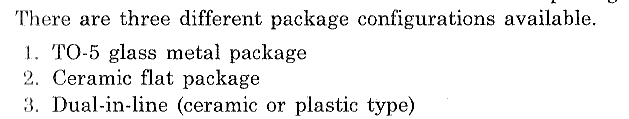 There are three different package configurations available.
1. TO-5 glass metal package
2. Ceramic flat package
3. Dual-in-line (ceramic or plastic type)